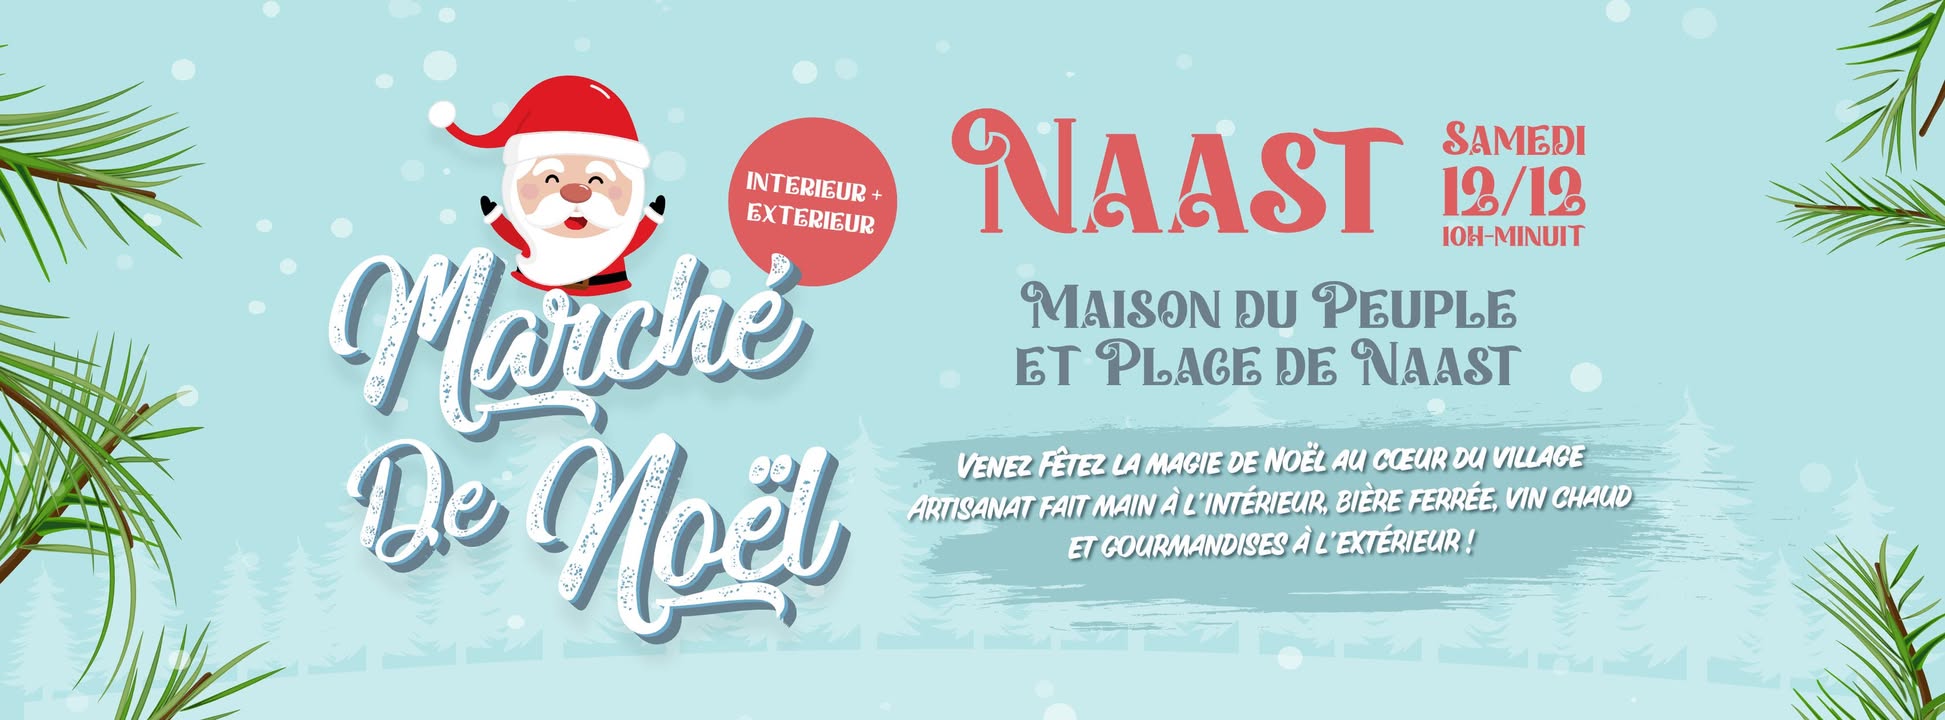 Marché
De Noël
INTERIEUR +
EXTERIEUR
NAAST
SAMEDI
12/12
10H-MINUIT
MAISON DU PEUPLE
ET PLACE DE NAAST
VENEZ FÊTEZ LA MAGIE DE NOËL AU CŒUR DU VILLAGE
ARTISANAT FAIT MAIN À L'INTÉRIEUR, BIÈRE FERRÉE, VIN CHAUD
ET GOURMANDISES À L'EXTÉRIEUR !